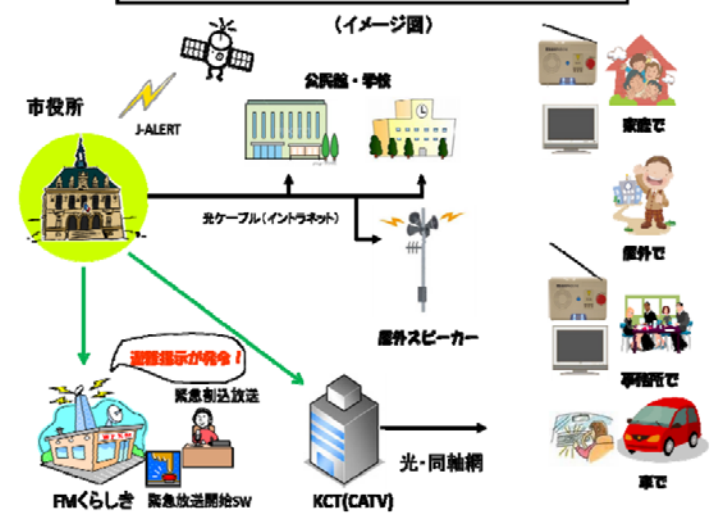 (イメージ図)
公民館・学校
市役所
J-ALERT
家庭で
光ケーブル(イントラネット)
屋外で
屋外スピーカー
避難指示が発令!
緊急割込放送
事務所で
光・同軸網
FMくらしき
緊急放送開始SW
KCT(CATV)
車で